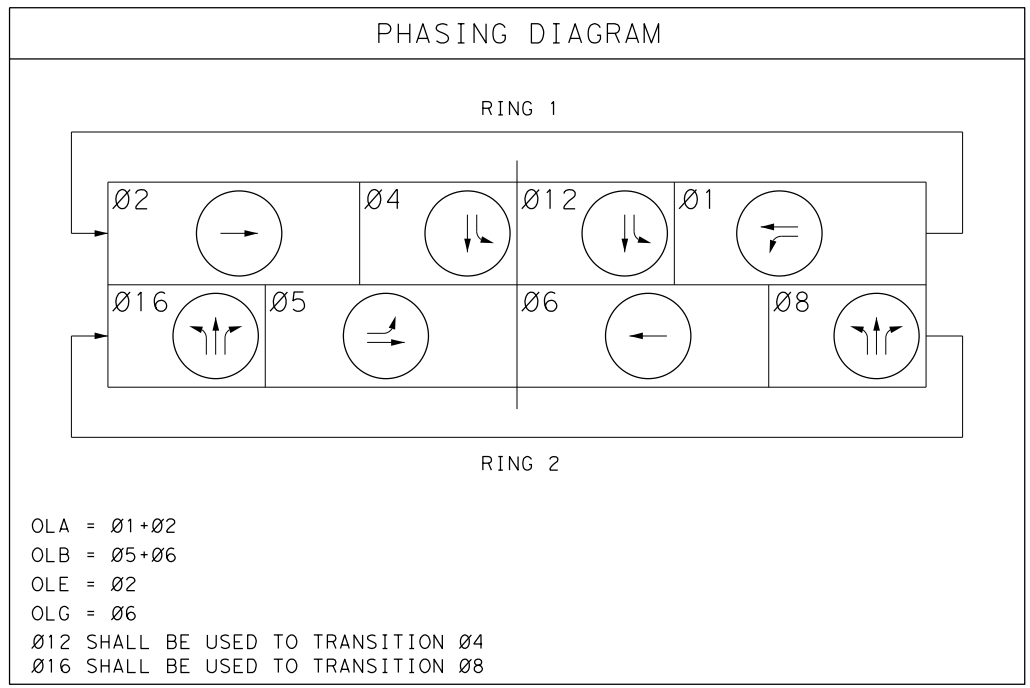 PHASING DIAGRAM
RING 1
Ø2
Ø4
Ø12
Ø1
Ø16
Ø5
Ø6
Ø8
RING 2
OLA = Ø1+Ø2
OLB = Ø5+Ø6
OLE = Ø2
OLG = Ø6
Ø12 SHALL BE USED TO TRANSITION Ø4
Ø16 SHALL BE USED TO TRANSITION Ø8